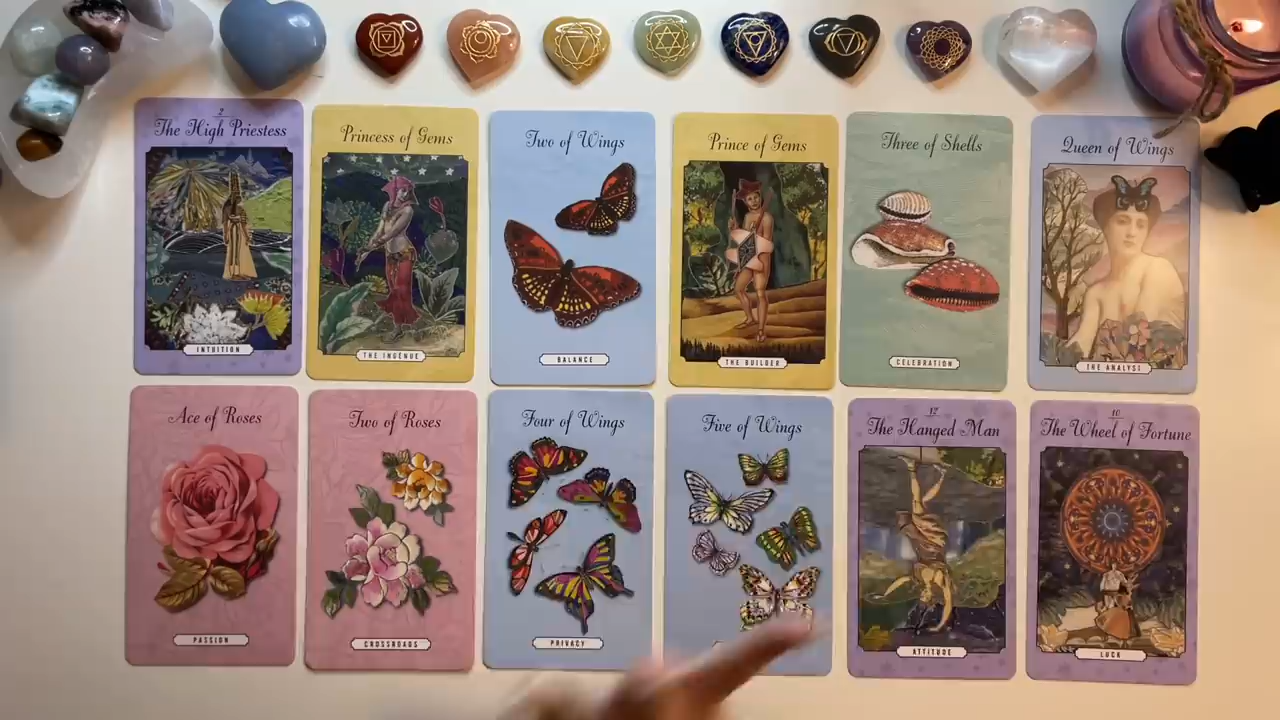 2
The High Priestess
INTUITION
Princess of Gems
THE INGÉNUE
Two of Wings
BALANCE
Prince of Gems
THE BUILDER
Three of Shells
CELEBRATION
Queen of Wings
THE ANALYST
Ace of Roses
PASSION
Two of Roses
CROSSROADS
Four of Wings
PRIVACY
Five of Wings
12
The Hanged Man
ATTITUDE
10
The Wheel of Fortune
LUCK